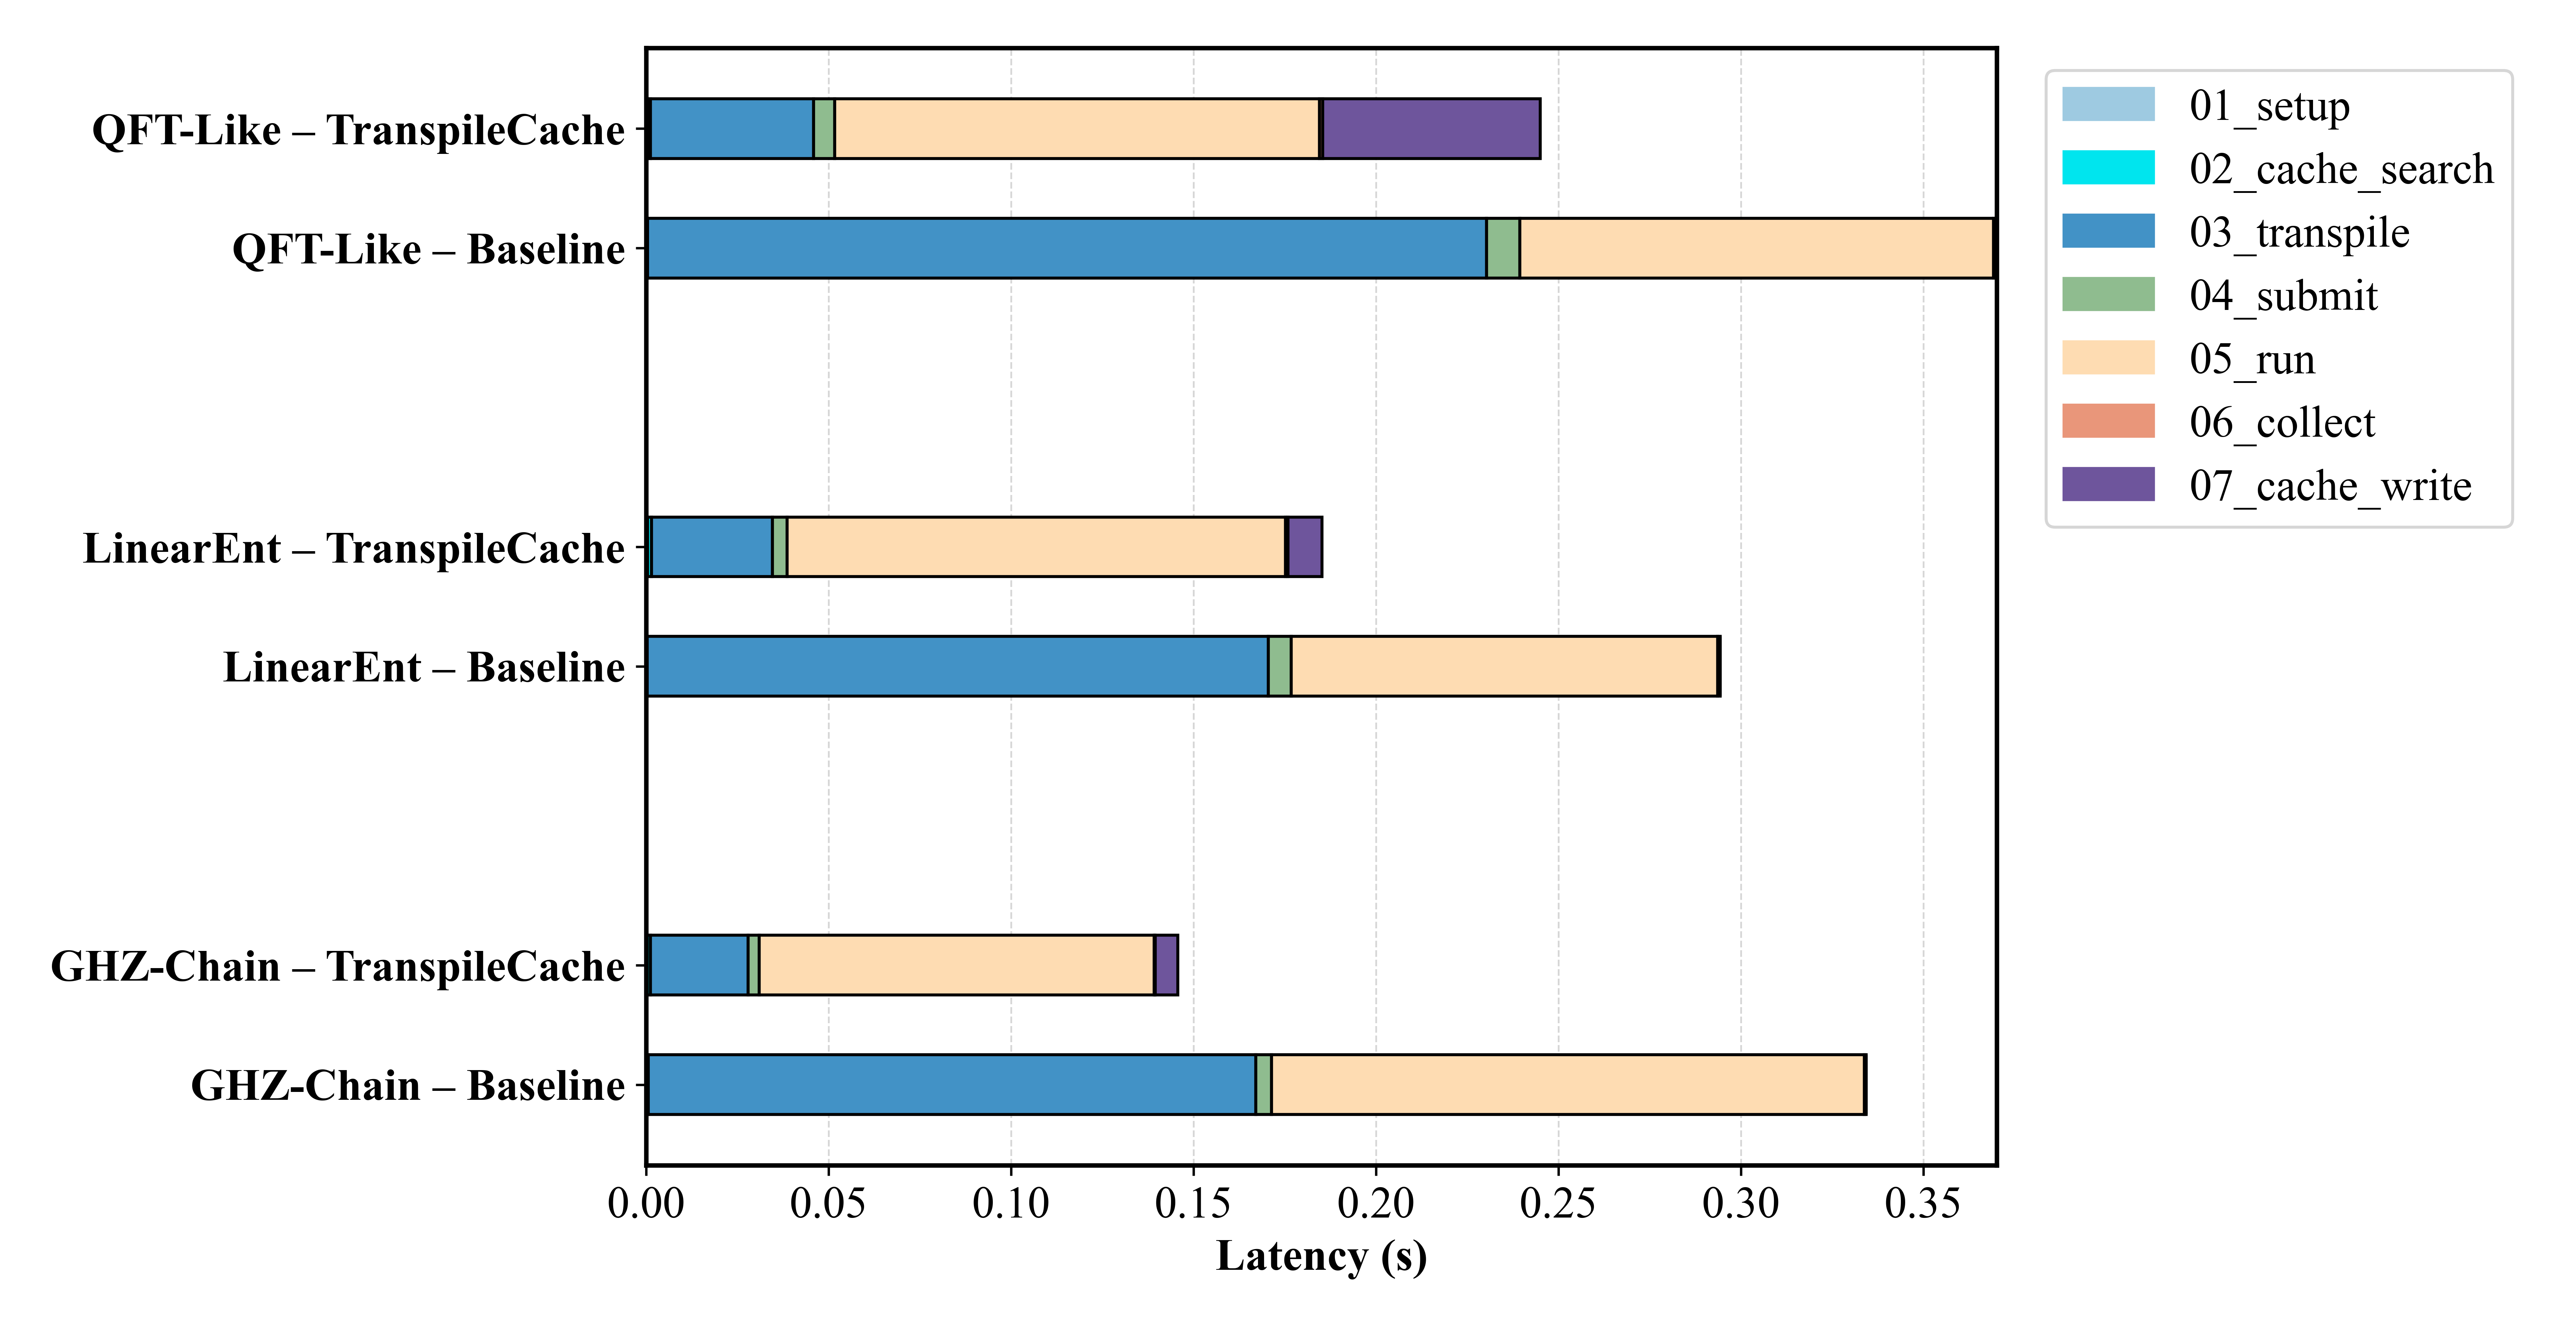 QFT-Like – TranspileCache
QFT-Like – Baseline
LinearEnt – TranspileCache
LinearEnt – Baseline
GHZ-Chain – TranspileCache
GHZ-Chain – Baseline
0.00 0.05 0.10 0.15 0.20 0.25 0.30 0.35
Latency (s)
01_setup
02_cache_search
03_transpile
04_submit
05_run
06_collect
07_cache_write